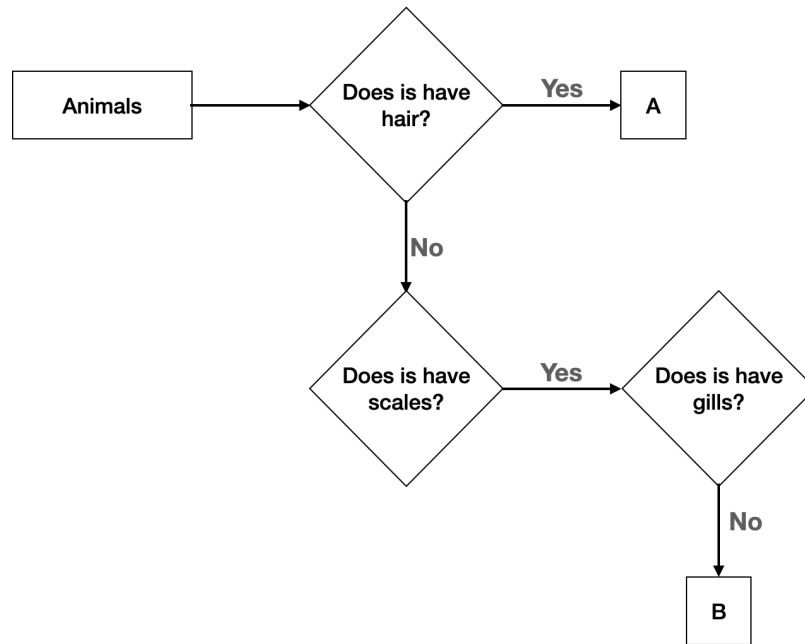 Animals
Does is have
hair?
Yes
A
No
Does is have
scales?
Yes
Does is have
gills?
No
B